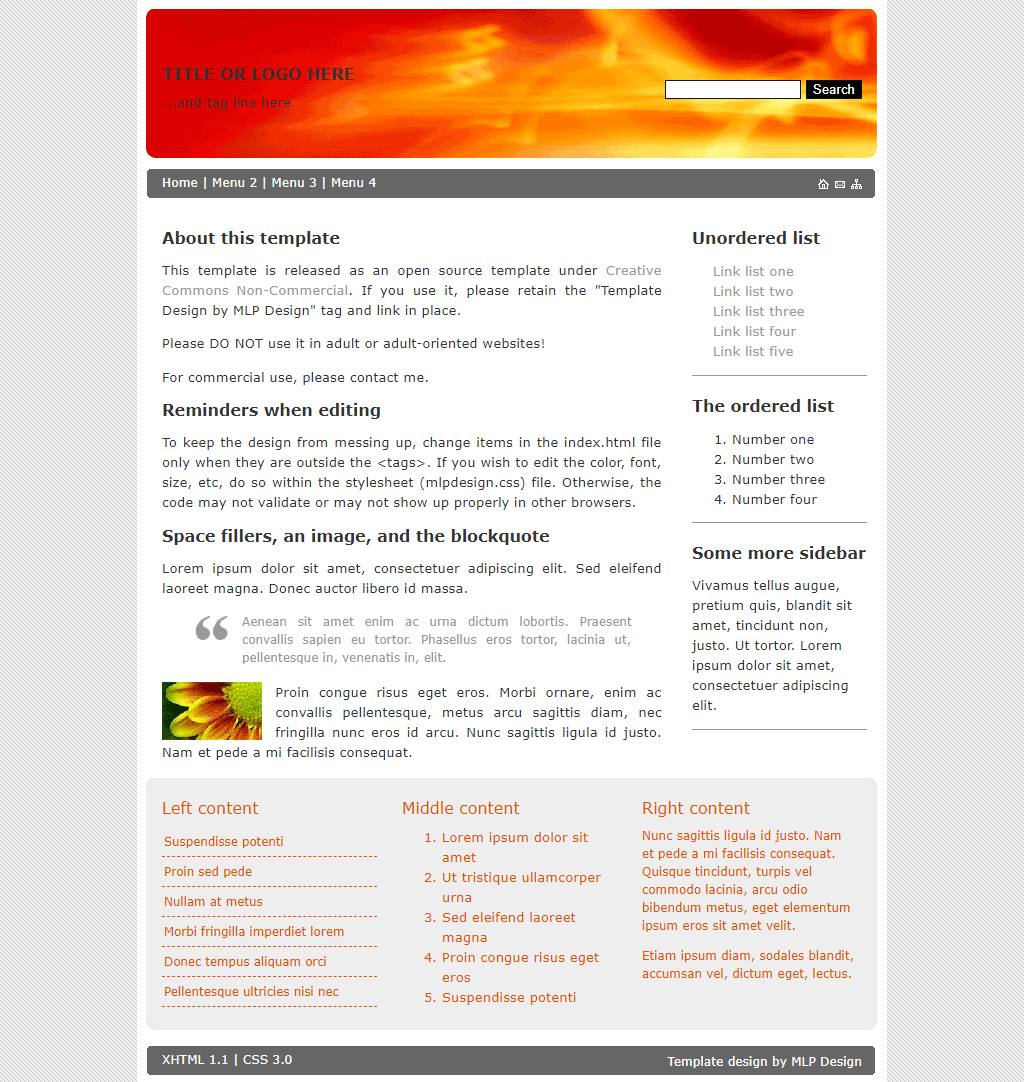 TITLE OR LOGO HERE
...and tag line here
Search
Home | Menu 2 | Menu 3 | Menu 4
About this template
This template is released as an open source template under Creative
Commons Non-Commercial. If you use it, please retain the "Template
Design by MLP Design" tag and link in place.
Please DO NOT use it in adult or adult-oriented websites!
For commercial use, please contact me.
Reminders when editing
To keep the design from messing up, change items in the index.html file
only when they are outside the <tags>. If you wish to edit the color, font,
size, etc, do so within the stylesheet (mlpdesign.css) file. Otherwise, the
code may not validate or may not show up properly in other browsers.
Space fillers, an image, and the blockquote
Lorem ipsum dolor sit amet, consectetuer adipiscing elit. Sed eleifend
laoreet magna. Donec auctor libero id massa.
Aenean sit amet enim ac urna dictum lobortis. Praesent
convallis sapien eu tortor. Phasellus eros tortor, lacinia ut,
pellentesque in, venenatis in, elit.
Proin congue risus eget eros. Morbi ornare, enim ac
convallis pellentesque, metus arcu sagittis diam, nec
fringilla nunc eros id arcu. Nunc sagittis ligula id justo.
Nam et pede a mi facilisis consequat.
Unordered list
Link list one
Link list two
Link list three
Link list four
Link list five
The ordered list
1. Number one
2. Number two
3. Number three
4. Number four
Some more sidebar
Vivamus tellus augue,
pretium quis, blandit sit
amet, tincidunt non,
justo. Ut tortor. Lorem
ipsum dolor sit amet,
consectetuer adipiscing
elit.
Left content
Suspendisse potenti
Proin sed pede
Nullam at metus
Morbi fringilla imperdiet lorem
Donec tempus aliquam orci
Pellentesque ultricies nisi nec
Middle content
1. Lorem ipsum dolor sit
amet
2. Ut tristique ullamcorper
urna
3. Sed eleifend laoreet
magna
4. Proin congue risus eget
eros
5. Suspendisse potenti
Right content
Nunc sagittis ligula id justo. Nam
et pede a mi facilisis consequat.
Quisque tincidunt, turpis vel
commodo lacinia, arcu odio
bibendum metus, eget elementum
ipsum eros sit amet velit.
Etiam ipsum diam, sodales blandit,
accumsan vel, dictum eget, lectus.
XHTML 1.1 | CSS 3.0
Template design by MLP Design